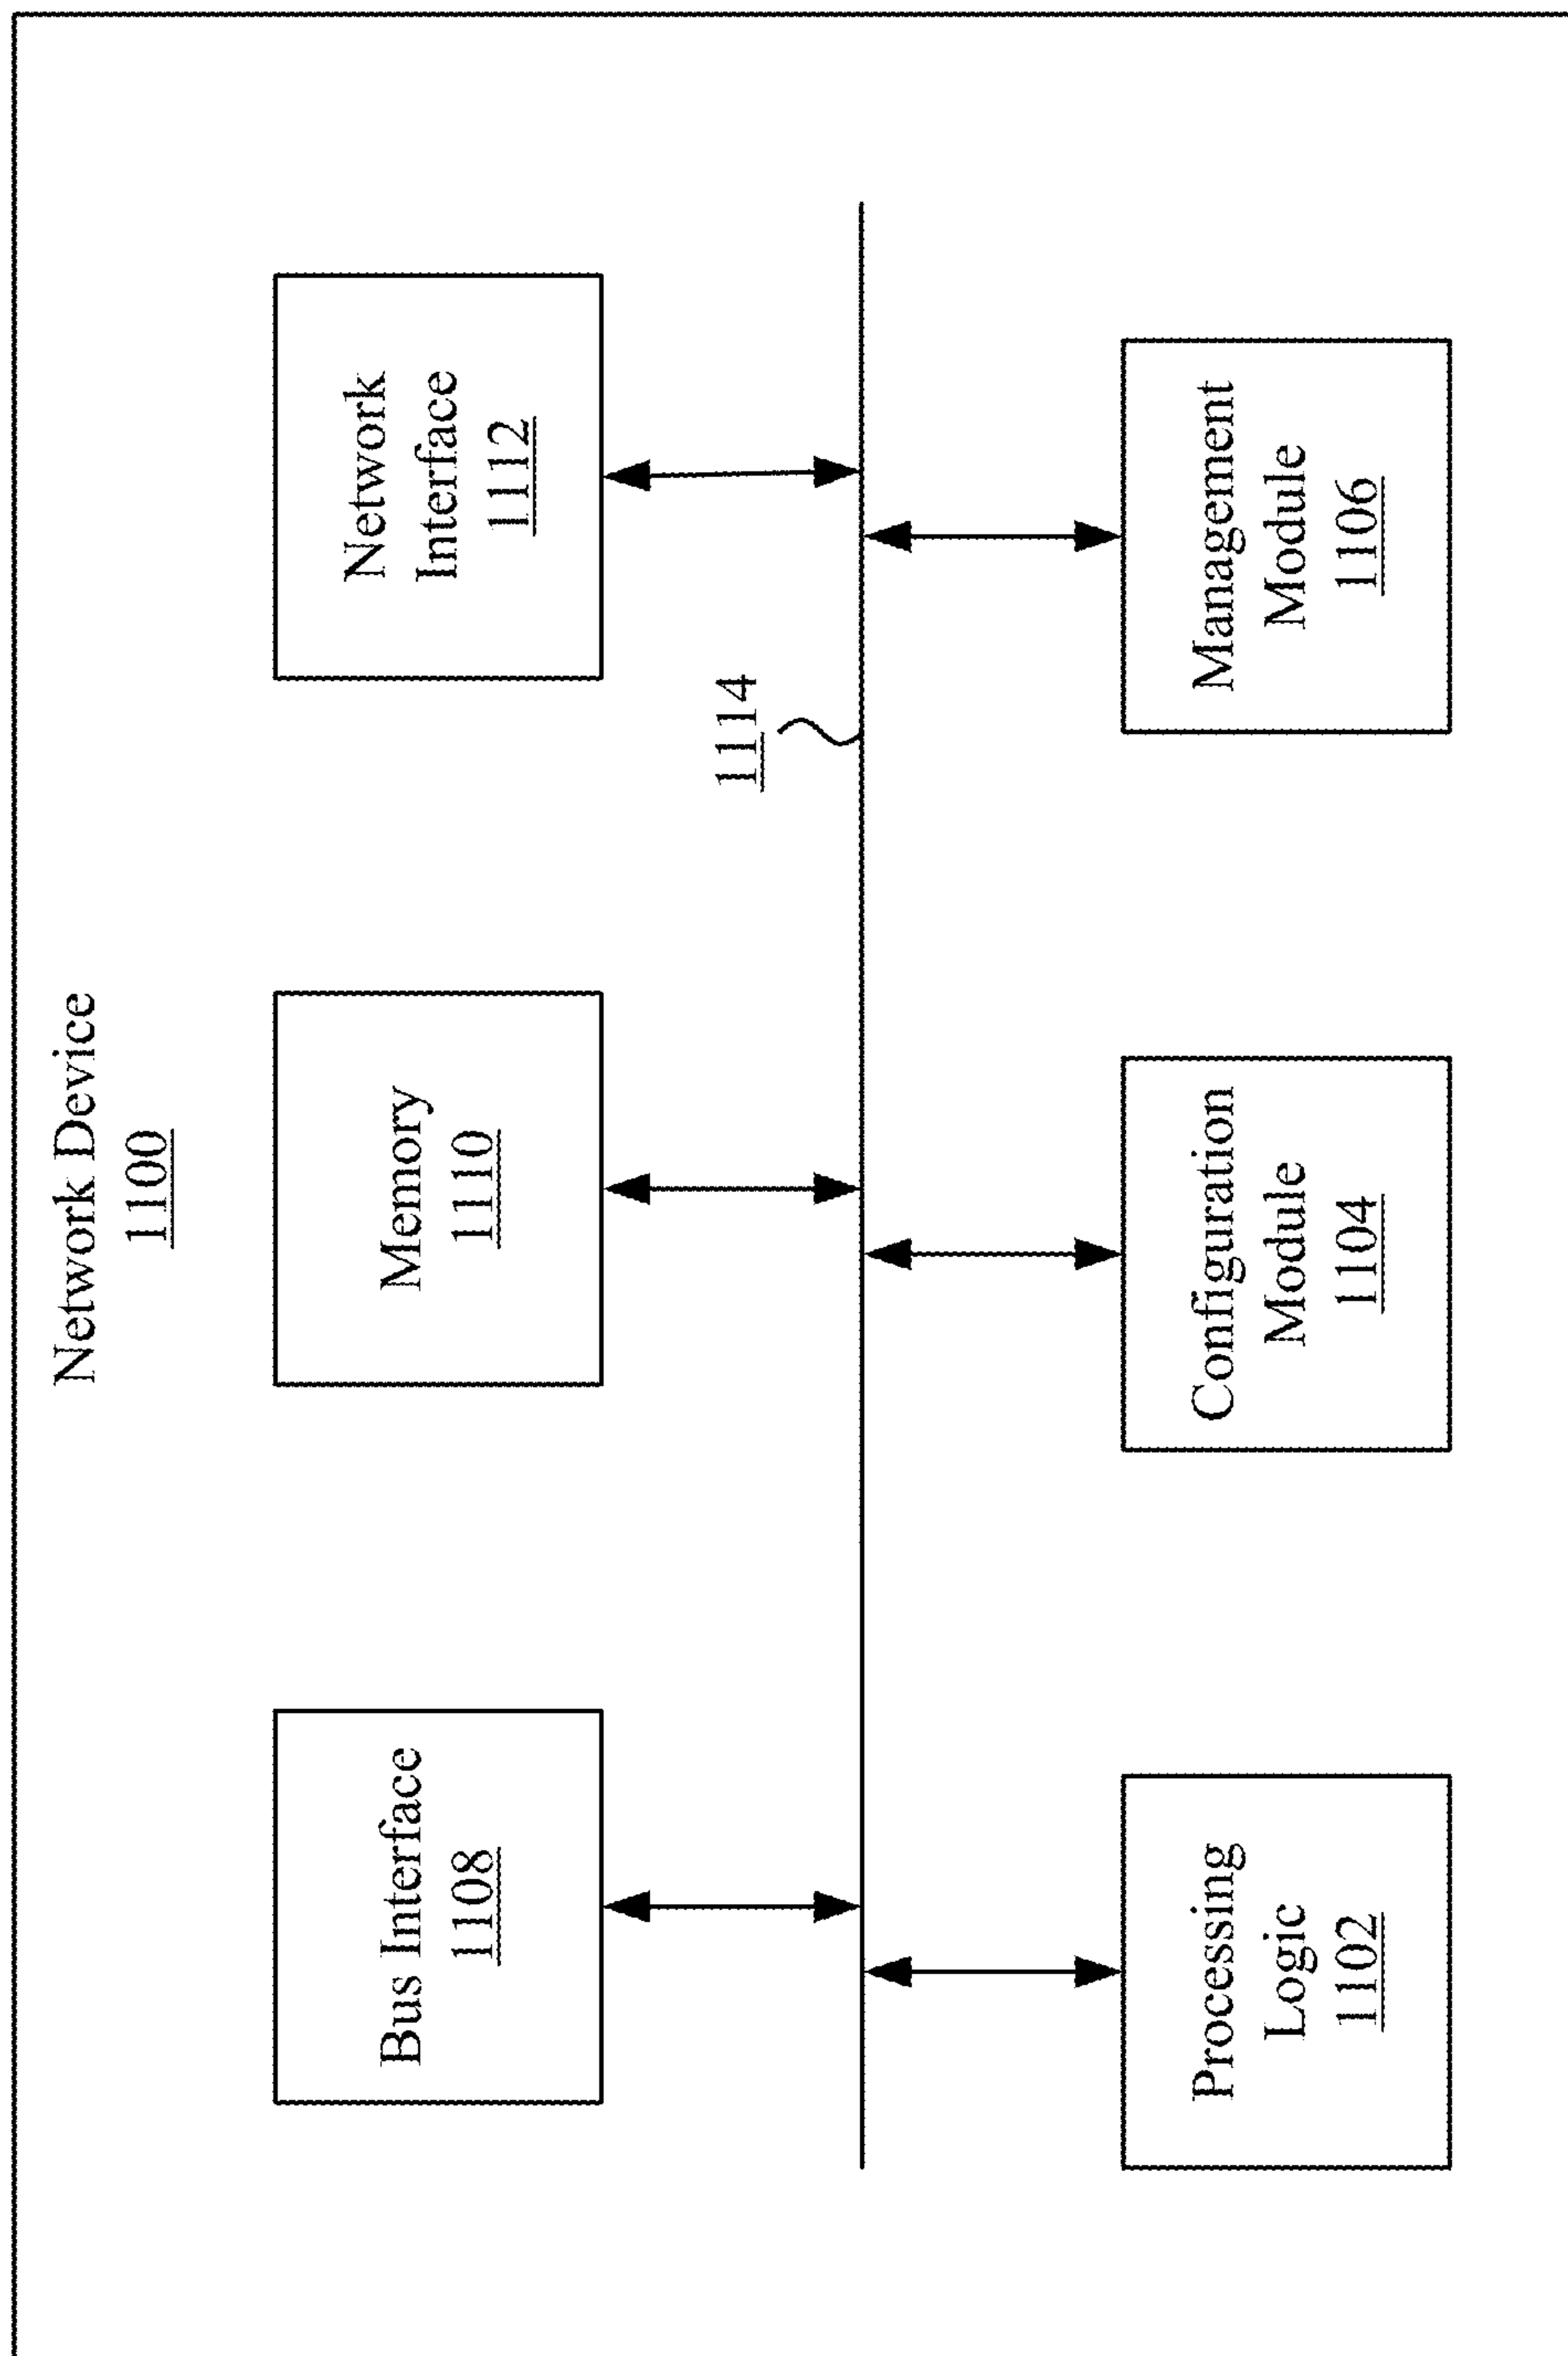 Network Device
1100
Bus Interface
1108
Memory
1110
Network
Interface
1112
1114
Processing
Logic
1102
Configuration
Module
1104
Management
Module
1106